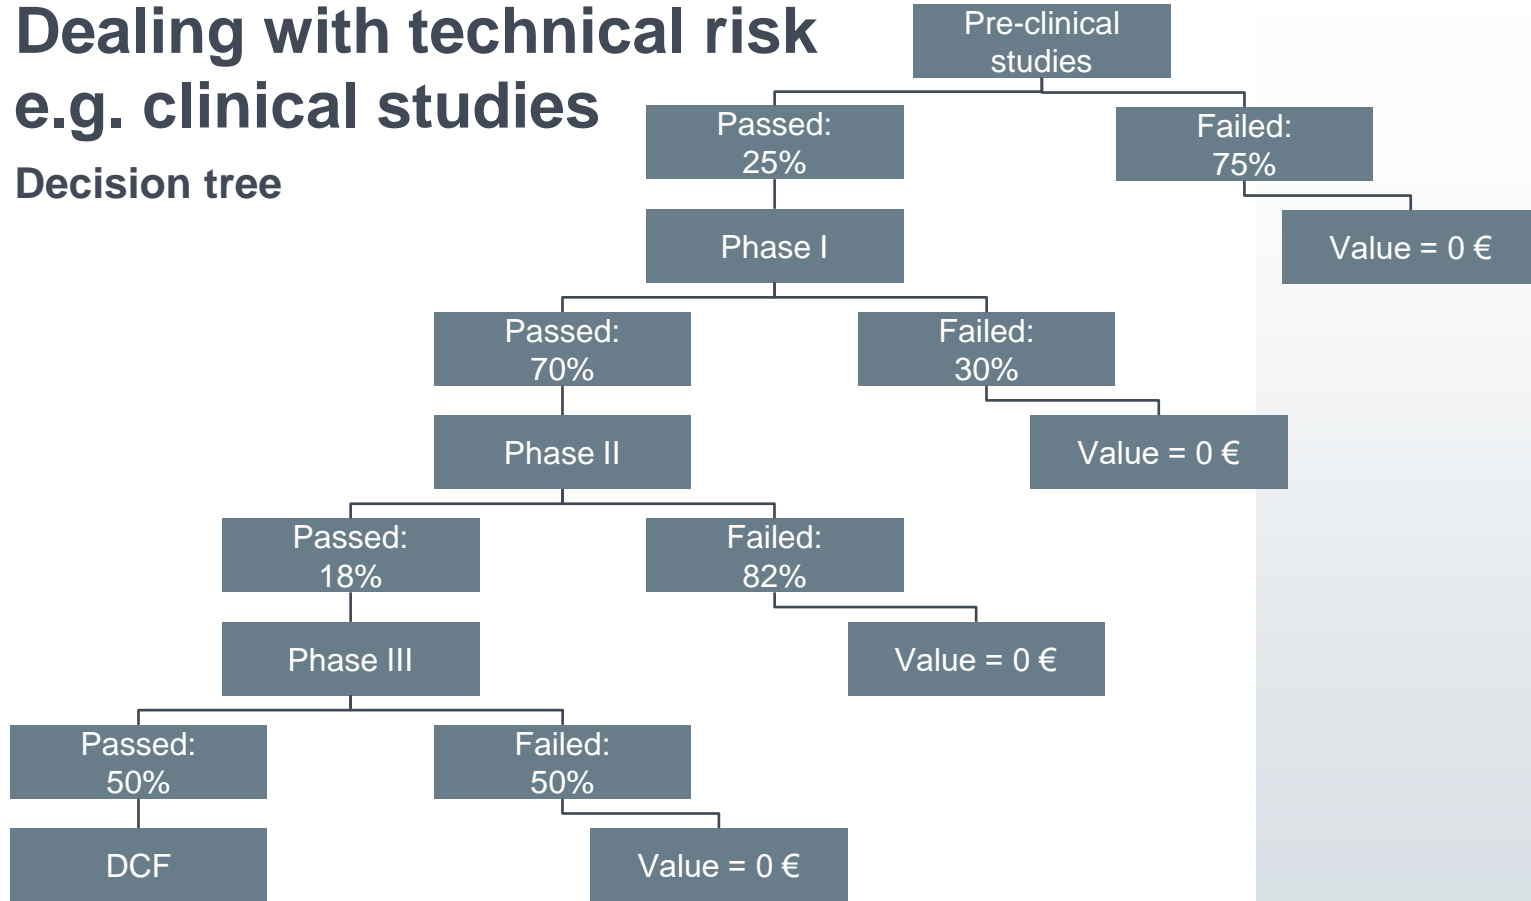 Dealing with technical risk
e.g. clinical studies
Decision tree
Pre-clinical
studies
Passed:
25%
Failed:
75%
Phase I
Value = 0 €
Passed:
70%
Failed:
30%
Phase II
Value = 0 €
Passed:
18%
Failed:
82%
Phase III
Value = 0 €
Passed:
50%
Failed:
50%
DCF
Value = 0 €